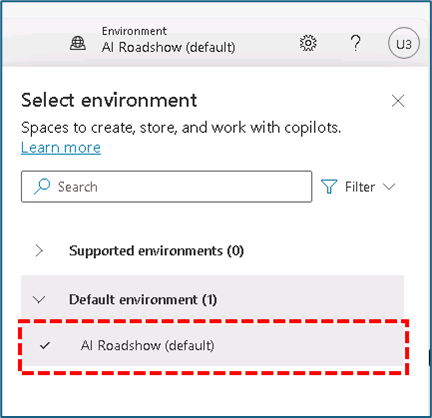 Environment
AI Roadshow (default)
?
U3
Select environment
Spaces to create, store, and work with copilots.
Learn more
Search
Filter
Supported environments (0)
Default environment (1)
AI Roadshow (default)